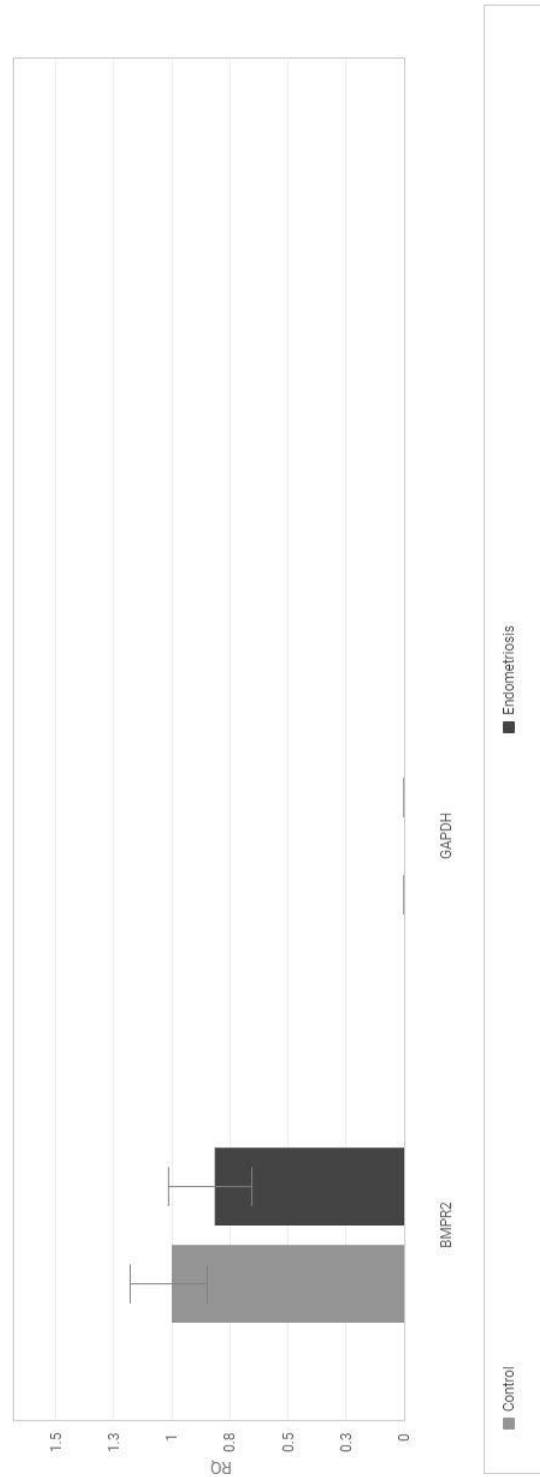 RQ
1.5
1.3
1
0.8
0.5
0.3
0
BMPR2
GAPDH
Control
Endometriosis